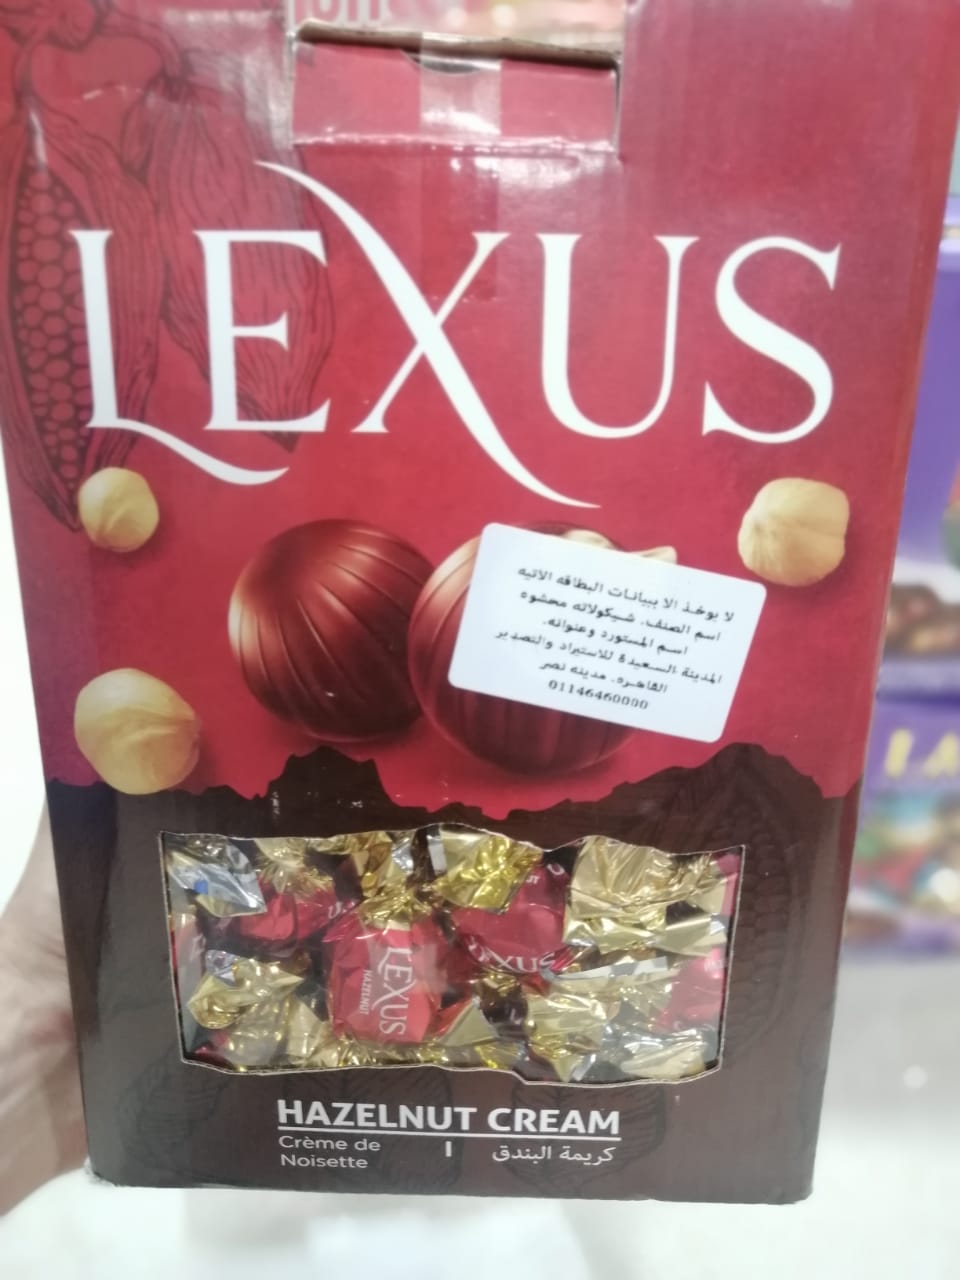 LEXUS
لا يوخذ الا ببيانات البطاقه الاتيه
اسم الصنف. شيكولاته محشوه
اسم المستورد وعنوانه.
المدينة السعيدة للاستيراد والتصدير
القاهره. مدينه نصر
01146460000
LEXUS
HAZELNUT
HAZELNUT CREAM
Crème de
Noisette
كريمة البندق